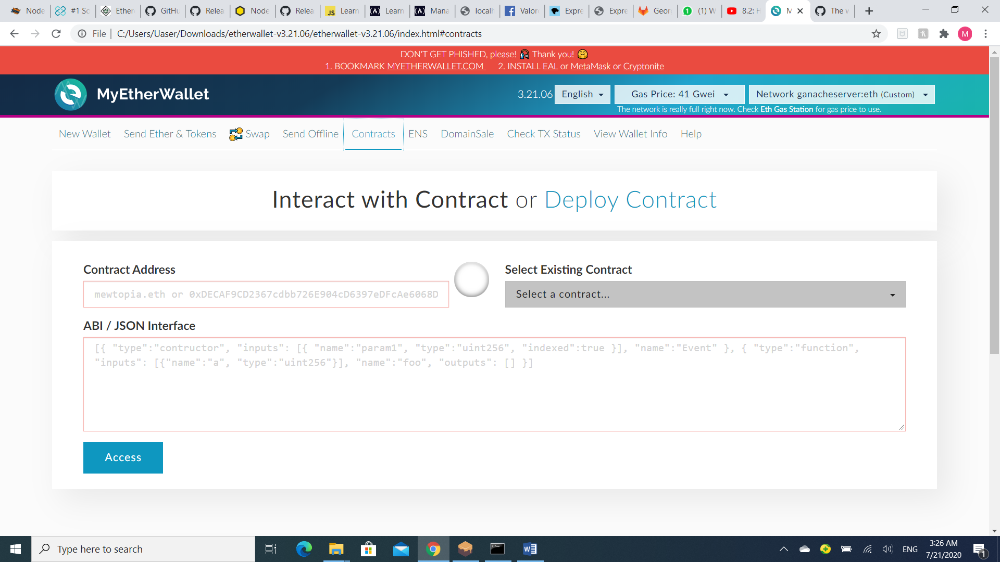 Node
#1 So
Ether
GitHu
Relea
Node
Relea
JS Learn
Learn
Mana
localh
Valor
Expre
Expre
Geor
(1) W
8.2: H
M
The w
File | C:/Users/Uaser/Downloads/etherwallet-v3.21.06/etherwallet-v3.21.06/index.html#contracts
M
DON'T GET PHISHED, please! Thank you!
1. BOOKMARK MYETHERWALLET.COM 2. INSTALL EAL or MetaMask or Cryptonite
MyEtherWallet
3.21.06 English Gas Price: 41 Gwei Network ganacheserver:eth (Custom)
The network is really full right now. Check Eth Gas Station for gas price to use.
New Wallet Send Ether & Tokens Swap Send Offline Contracts ENS DomainSale Check TX Status View Wallet Info Help
Interact with Contract or Deploy Contract
Contract Address
mewtopia.eth or 0xDECAF9CD2367cdbb726E904cD6397eDFcAe6068D
Select Existing Contract
Select a contract...
ABI / JSON Interface
[{ "type":"contructor", "inputs": [{ "name":"param1", "type":"uint256", "indexed":true }], "name":"Event" }, { "type":"function",
"inputs": [{"name":"a", "type":"uint256"}], "name":"foo", "outputs": [] }]
Access
Type here to search
ENG
3:26 AM
7/21/2020
1